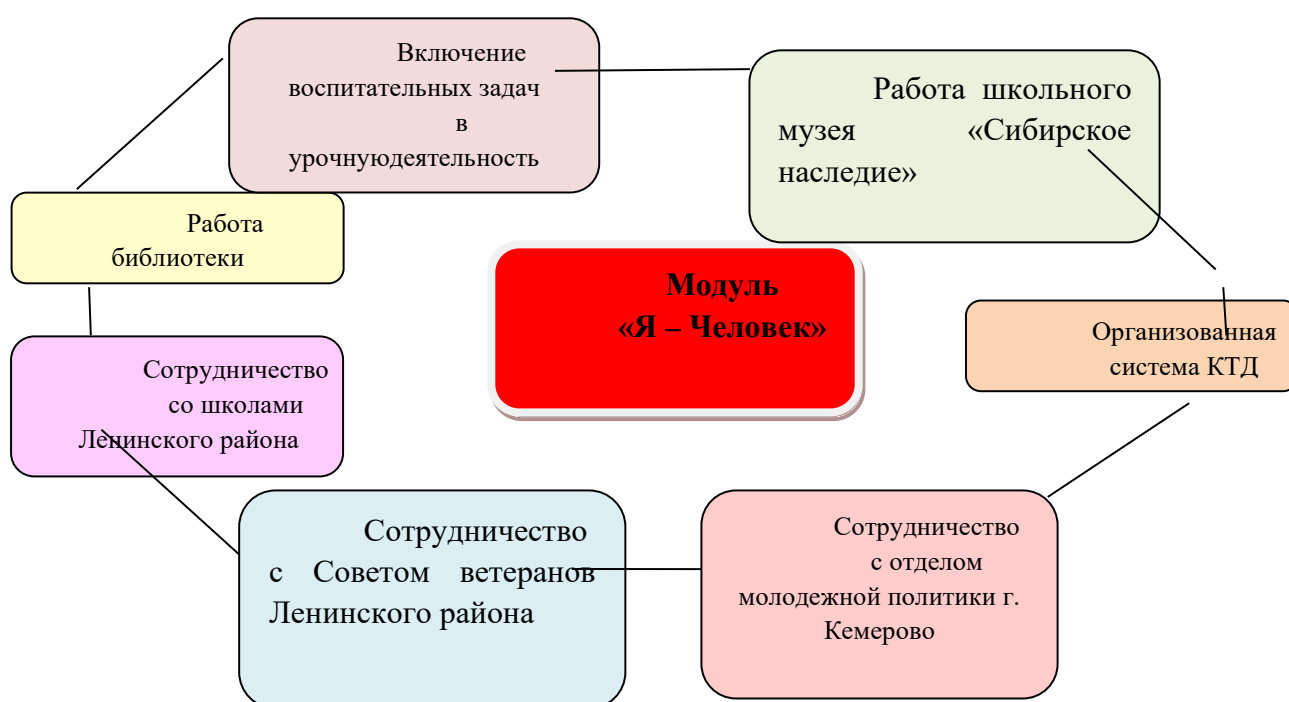 Включение
воспитательных задач
в
урочнуюдеятельность
Работа школьного
музея «Сибирское
наследие»
Работа
библиотеки
Модуль
«Я – Человек»
Организованная
система КТД
Сотрудничество
со школами
Ленинского района
Сотрудничество
с Советом ветеранов
Ленинского района
Сотрудничество
с отделом
молодежной политики г.
Кемерово